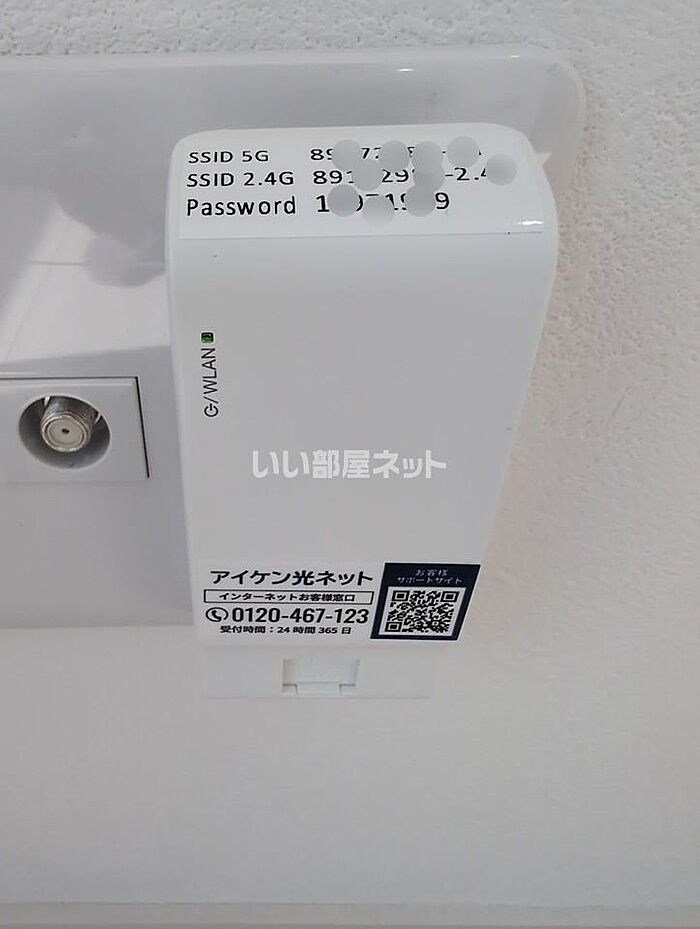 SSID 5G
SSID 2.4G
Password
⏻/WLAN
いい部屋ネット
アイケン光ネット
インターネットお客様窓口
0120-467-123
受付時間：24時間365日
お客様
サポートサイト